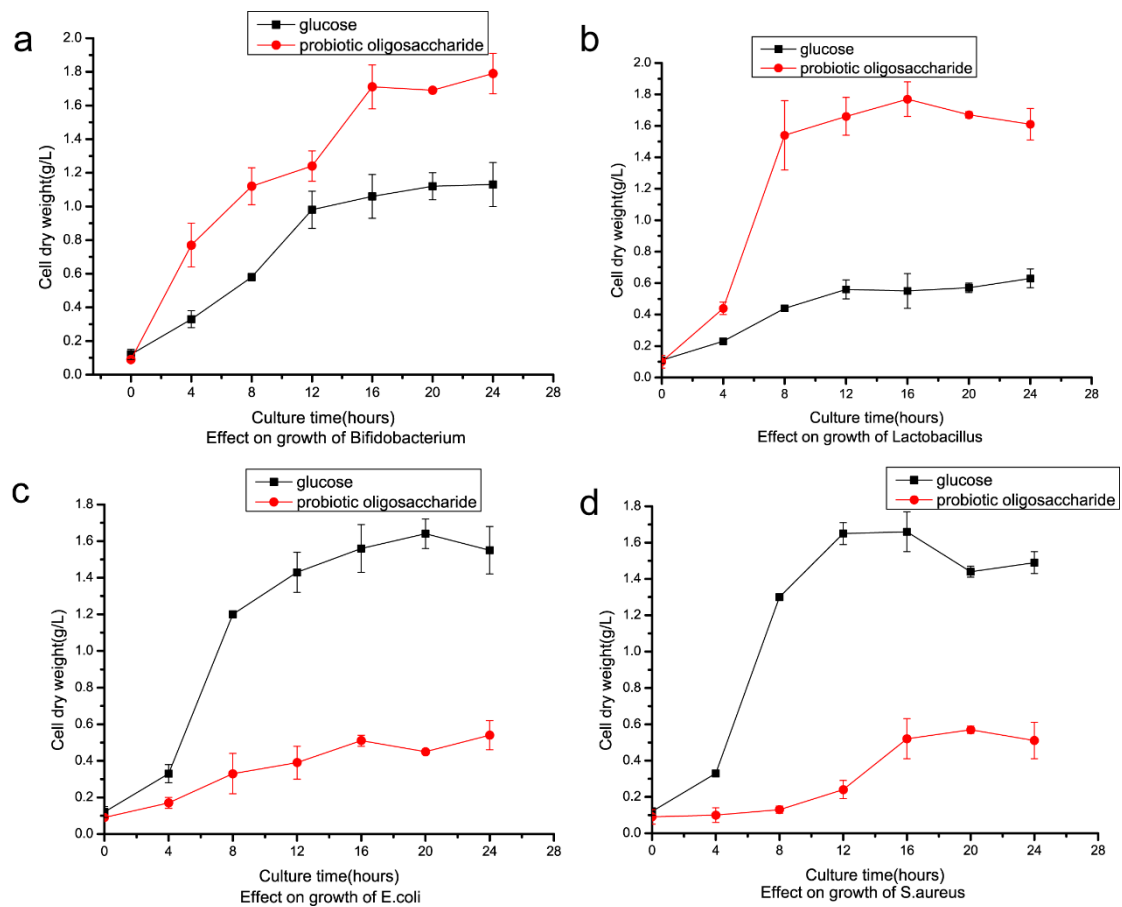 a
glucose
probiotic oligosaccharide
2.0
1.8
1.6
1.4
1.2
1.0
0.8
0.6
0.4
0.2
0.0
Cell dry weight(g/L)
0 4 8 12 16 20 24 28
Culture time(hours)
Effect on growth of Bifidobacterium
b
glucose
probiotic oligosaccharide
2.0
1.8
1.6
1.4
1.2
1.0
0.8
0.6
0.4
0.2
0.0
Cell dry weight(g/L)
0 4 8 12 16 20 24 28
Culture time(hours)
Effect on growth of Lactobacillus
c
glucose
probiotic oligosaccharide
1.8
1.6
1.4
1.2
1.0
0.8
0.6
0.4
0.2
0.0
Cell dry weight(g/L)
0 4 8 12 16 20 24 28
Culture time(hours)
Effect on growth of E.coli
d
glucose
probiotic oligosaccharide
1.8
1.6
1.4
1.2
1.0
0.8
0.6
0.4
0.2
0.0
Cell dry weight(g/L)
0 4 8 12 16 20 24 28
Culture time(hours)
Effect on growth of S.aureus